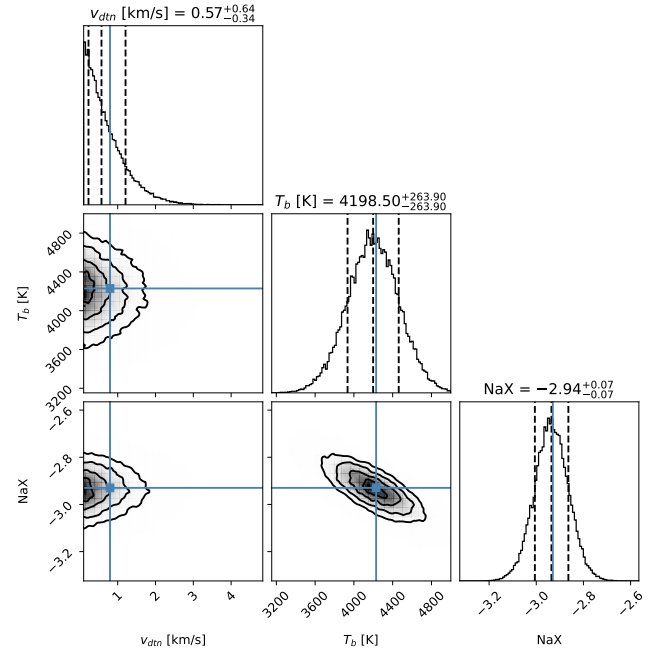 v_dtn [km/s] = 0.57^{+0.64}_{-0.34}
T_b [K] = 4198.50^{+263.90}_{-263.90}
4800
4400
4000
3600
3200
T_b [K]
NaX = −2.94^{+0.07}_{-0.07}
−2.6
−2.8
−3.0
−3.2
NaX
1 2 3 4
v_dtn [km/s]
3200 3600 4000 4400 4800
T_b [K]
−3.2 −3.0 −2.8 −2.6
NaX